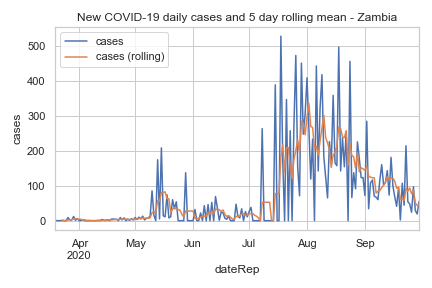 New COVID-19 daily cases and 5 day rolling mean - Zambia
cases
cases (rolling)
500
400
300
200
100
0
cases
Apr
2020
May
Jun
Jul
Aug
Sep
dateRep